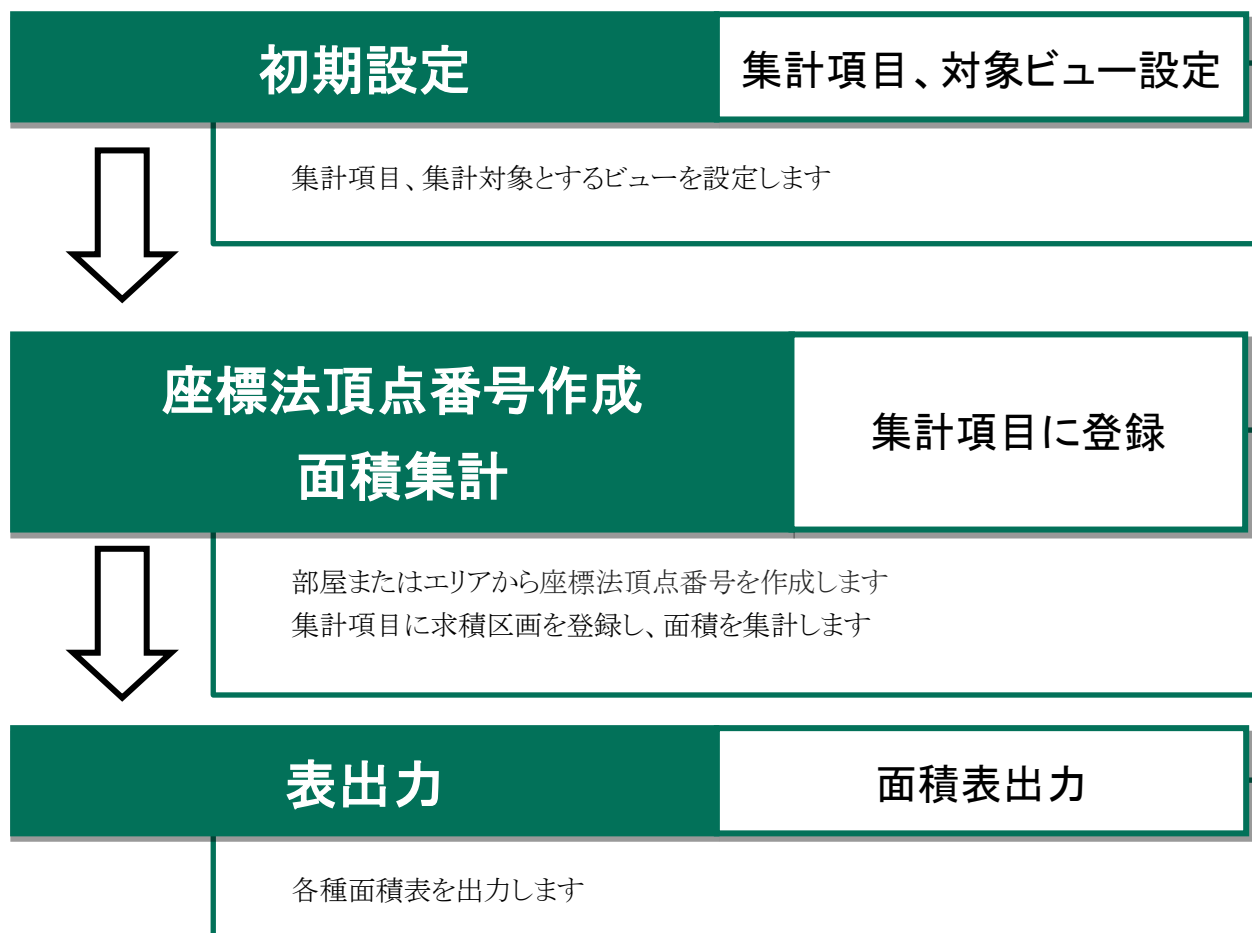 初期設定
集計項目、対象ビュー設定
集計項目、集計対象とするビューを設定します
座標法頂点番号作成
面積集計
集計項目に登録
部屋またはエリアから座標法頂点番号を作成します
集計項目に求積区画を登録し、面積を集計します
表出力
面積表出力
各種面積表を出力します